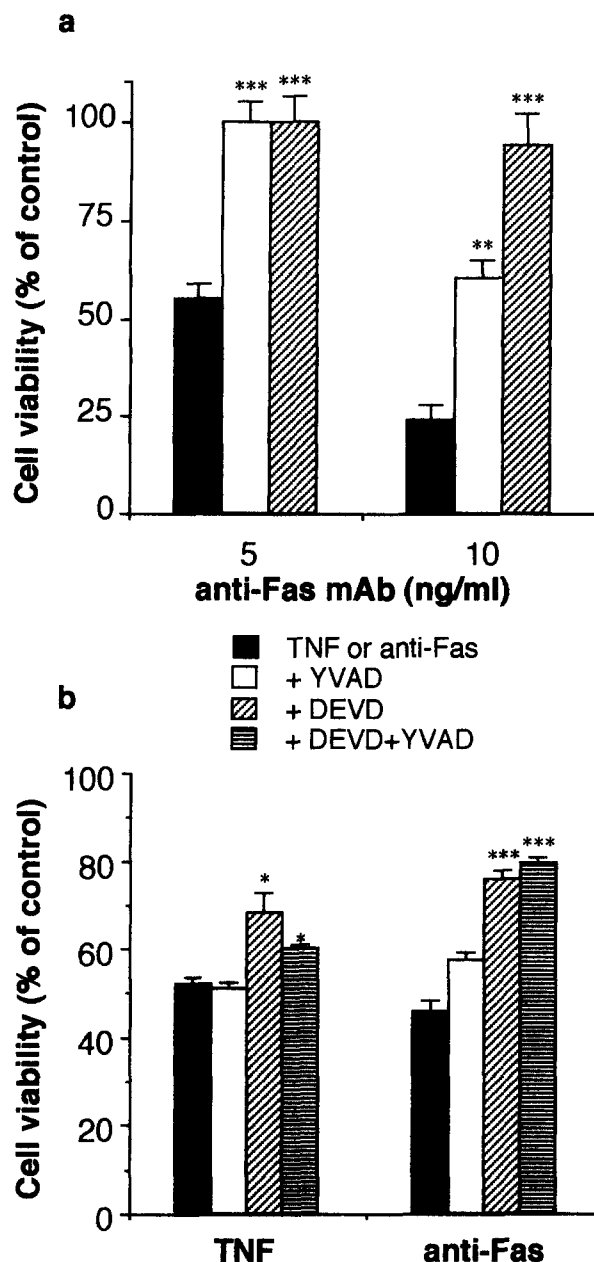 a
Cell viability (% of control)
100
75
50
25
0
*** ***
** ***
5 10
anti-Fas mAb (ng/ml)
TNF or anti-Fas
+ YVAD
+ DEVD
+ DEVD+YVAD
b
Cell viability (% of control)
100
80
60
40
20
0
* *
*** ***
TNF anti-Fas